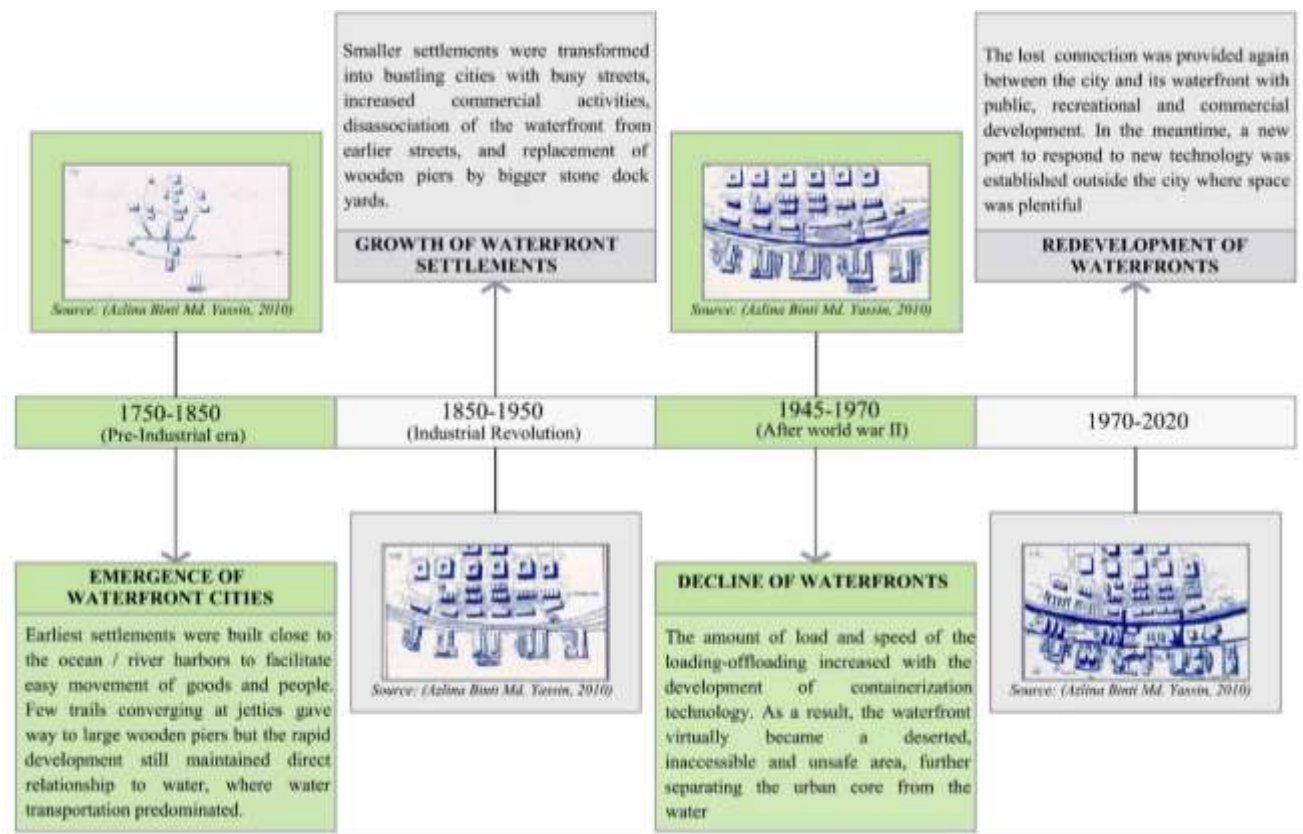 Smaller settlements were transformed
into bustling cities with busy streets,
increased commercial activities,
disassociation of the waterfront from
earlier streets, and replacement of
wooden piers by bigger stone dock
yards.
GROWTH OF WATERFRONT
SETTLEMENTS
The lost connection was provided again
between the city and its waterfront with
public, recreational and commercial
development. In the meantime, a new
port to respond to new technology was
established outside the city where space
was plentiful
REDEVELOPMENT OF
WATERFRONTS
Source: (Azlina Binti Md. Yassin, 2010)
Source: (Azlina Binti Md. Yassin, 2010)
1750-1850
(Pre-Industrial era)
1850-1950
(Industrial Revolution)
1945-1970
(After world war II)
1970-2020
EMERGENCE OF
WATERFRONT CITIES
Earliest settlements were built close to
the ocean / river harbors to facilitate
easy movement of goods and people.
Few trails converging at jetties gave
way to large wooden piers but the rapid
development still maintained direct
relationship to water, where water
transportation predominated.
Source: (Azlina Binti Md. Yassin, 2010)
DECLINE OF WATERFRONTS
The amount of load and speed of the
loading-offloading increased with the
development of containerization
technology. As a result, the waterfront
virtually became a deserted,
inaccessible and unsafe area, further
separating the urban core from the
water
Source: (Azlina Binti Md. Yassin, 2010)